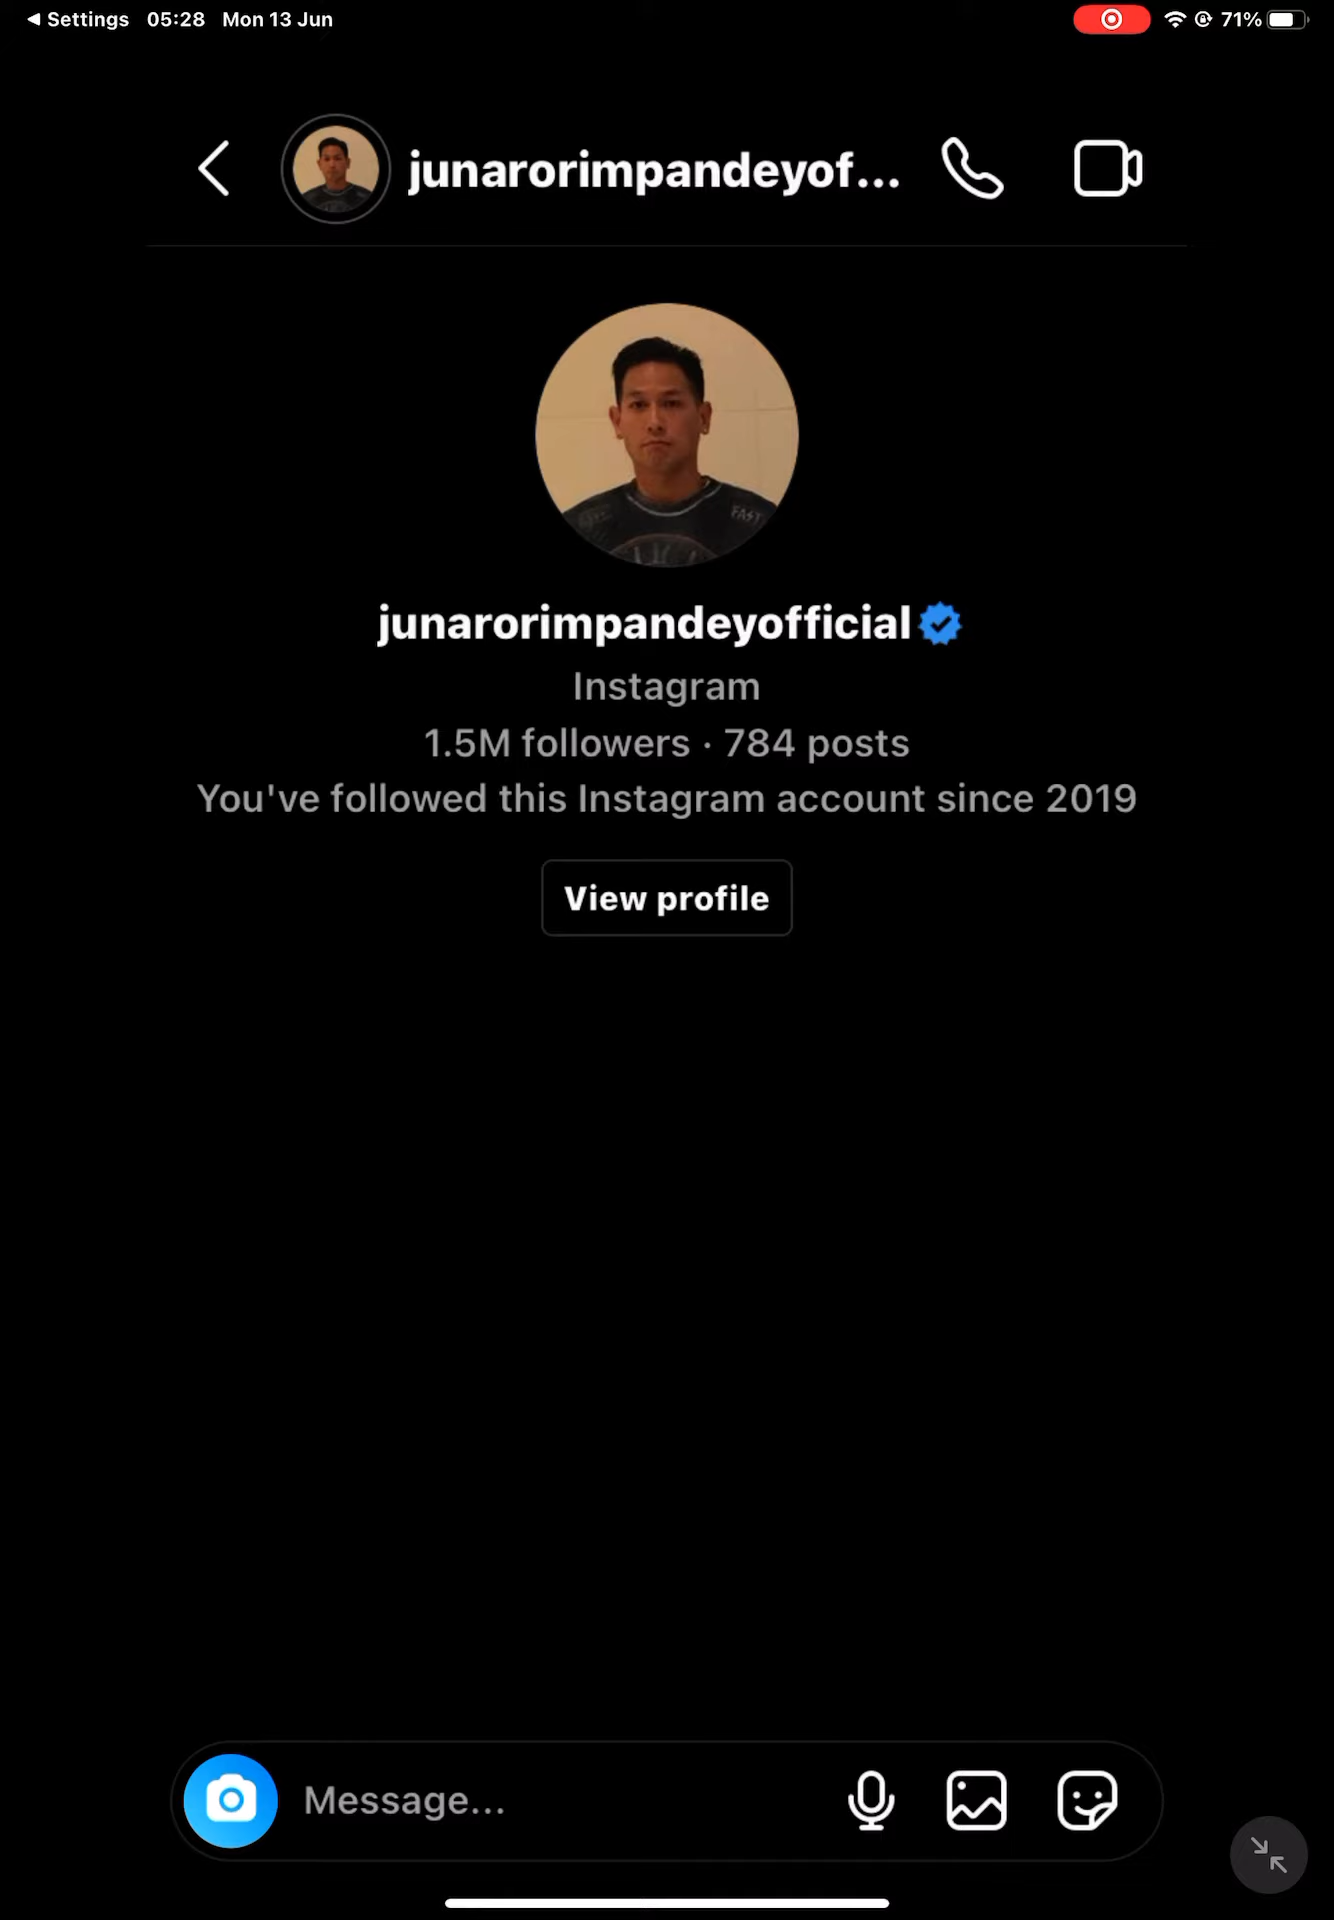 Settings 05:28 Mon 13 Jun 71%
junarorimpandeyof...
FAST
junarorimpandeyofficial
Instagram
1.5M followers · 784 posts
You've followed this Instagram account since 2019
View profile
Message...